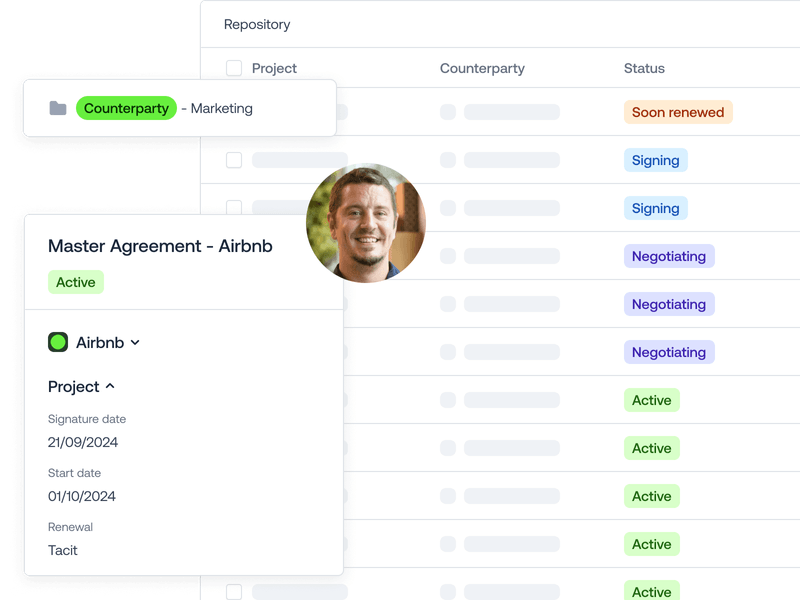 Repository
Project Counterparty Status
Counterparty - Marketing
Soon renewed
Signing
Signing
Negotiating
Negotiating
Negotiating
Active
Active
Active
Active
Active
Master Agreement - Airbnb
Active
Airbnb
Project
Signature date
21/09/2024
Start date
01/10/2024
Renewal
Tacit